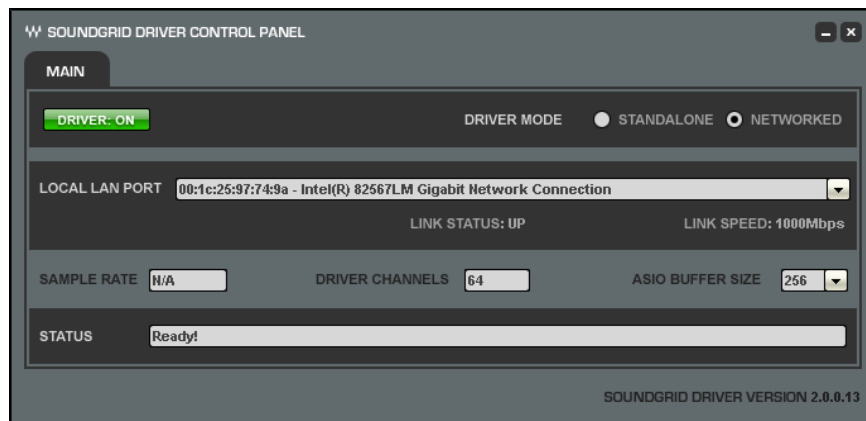 SOUNDGRID DRIVER CONTROL PANEL
MAIN
DRIVER: ON DRIVER MODE STANDALONE NETWORKED
LOCAL LAN PORT 00:1c:25:97:74:9a - Intel(R) 82567LM Gigabit Network Connection
LINK STATUS: UP LINK SPEED: 1000Mbps
SAMPLE RATE N/A DRIVER CHANNELS 64 ASIO BUFFER SIZE 256
STATUS Ready!
SOUNDGRID DRIVER VERSION 2.0.0.13